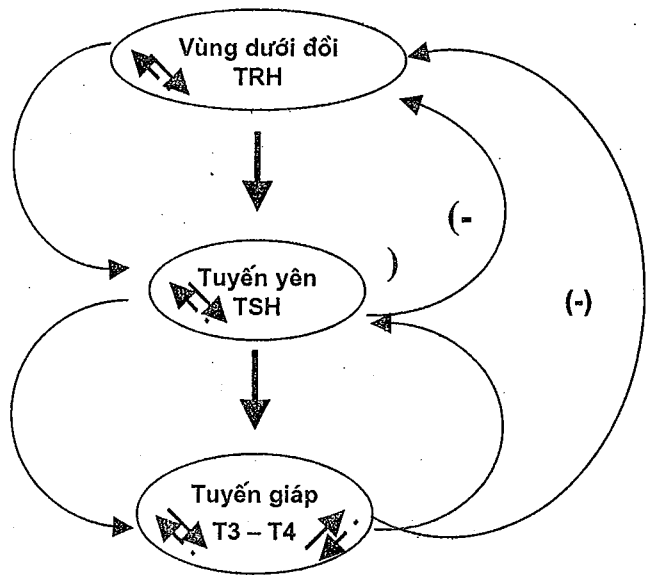 Vùng dưới đồi
TRH
(-
)
Tuyến yên
TSH
(-)
Tuyến giáp
T3 – T4